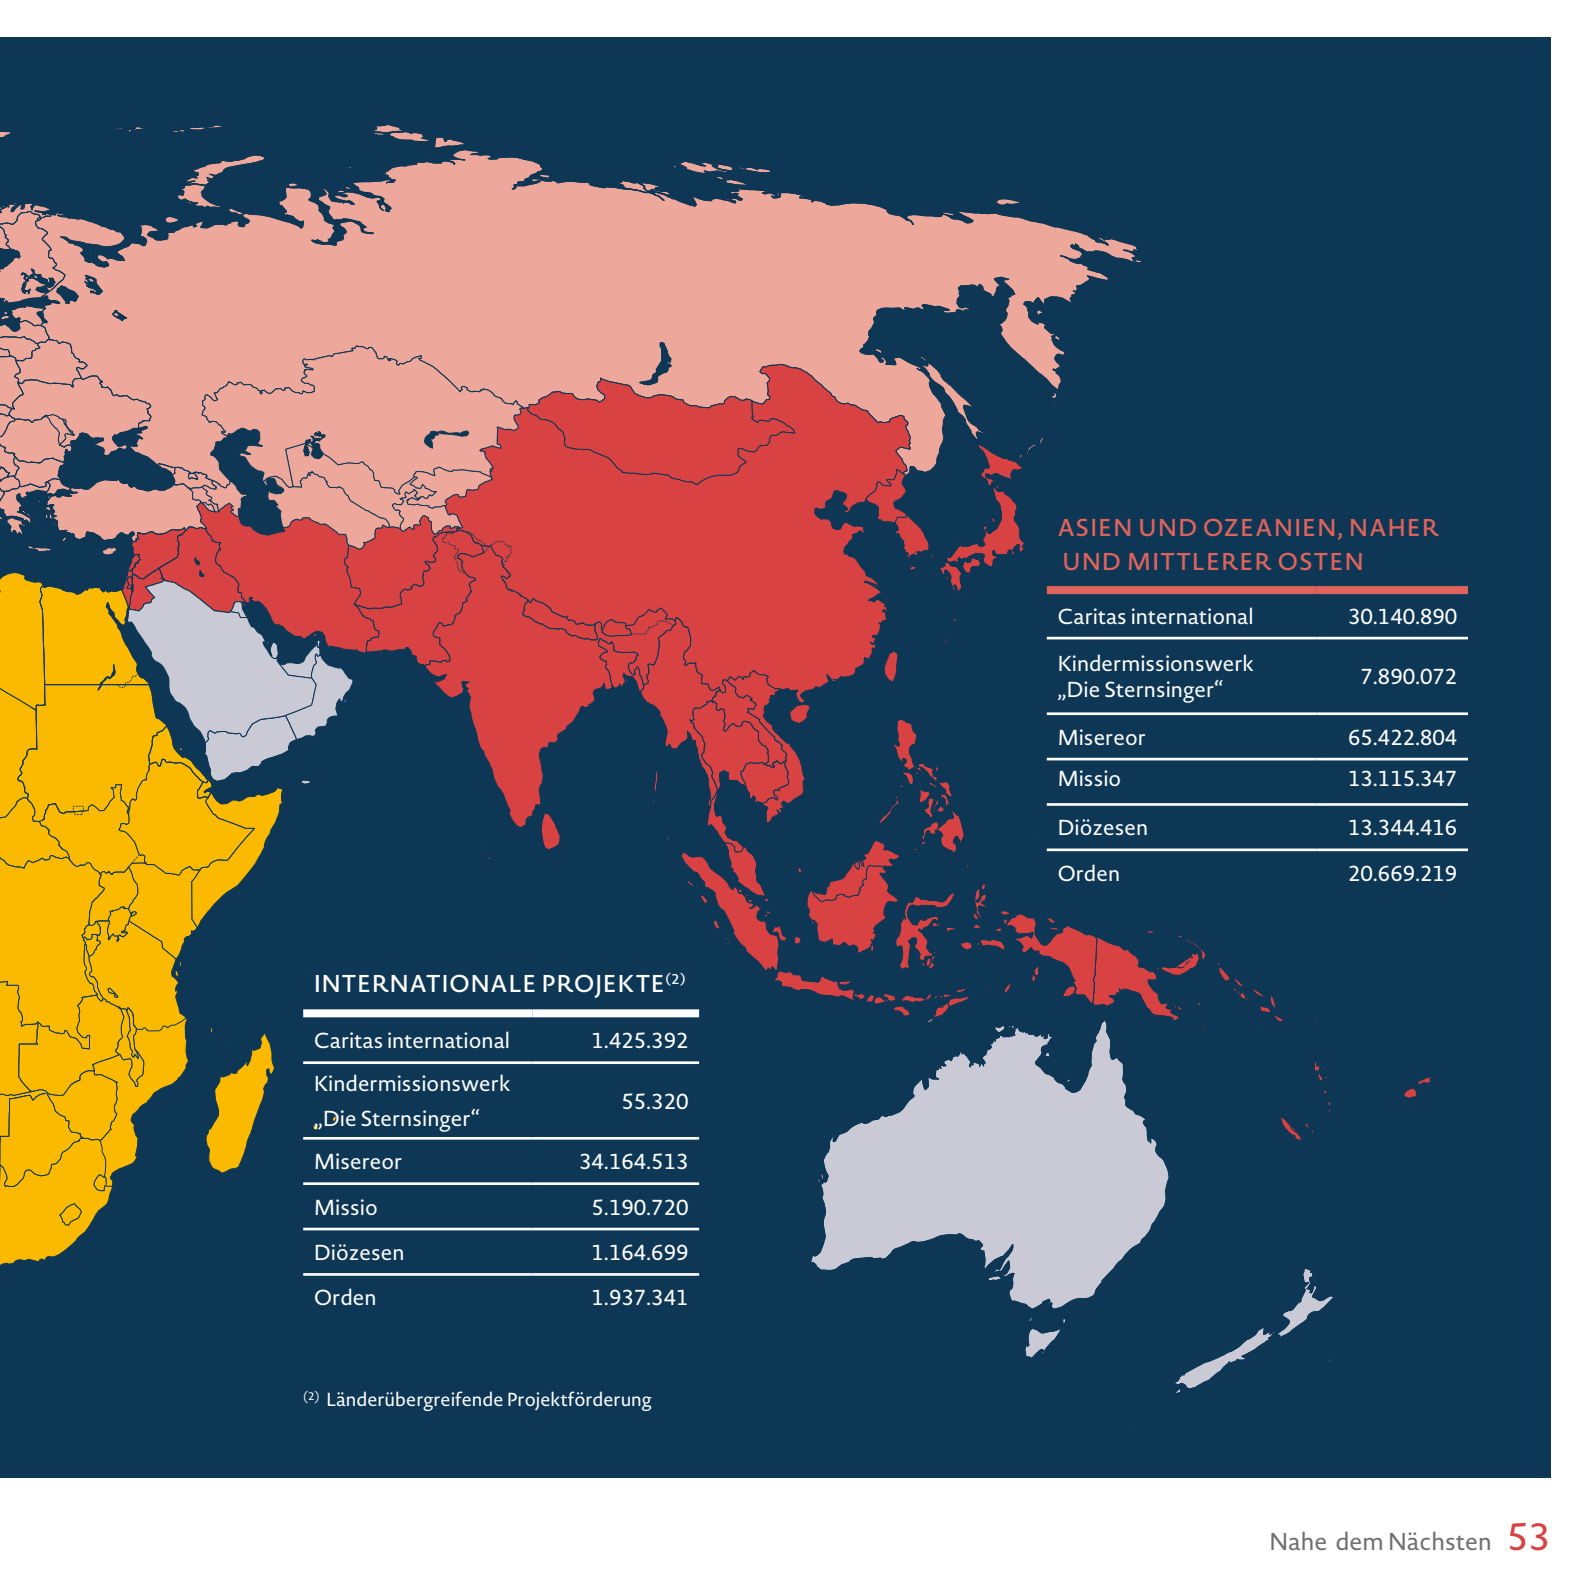 ASIEN UND OZEANIEN, NAHER
UND MITTLERER OSTEN
Caritas international 30.140.890
Kindermissionswerk
„Die Sternsinger“ 7.890.072
Misereor 65.422.804
Missio 13.115.347
Diözesen 13.344.416
Orden 20.669.219
INTERNATIONALE PROJEKTE(2)
Caritas international 1.425.392
Kindermissionswerk
„Die Sternsinger“ 55.320
Misereor 34.164.513
Missio 5.190.720
Diözesen 1.164.699
Orden 1.937.341
(2) Länderübergreifende Projektförderung
Nahe dem Nächsten 53